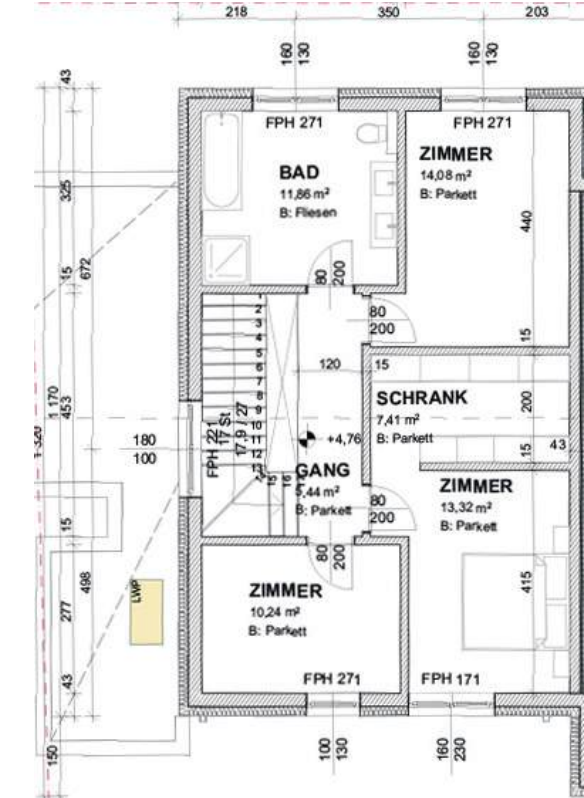 218
350
203
160
130
160
130
43
FPH 271
FPH 271
BAD
11,86 m²
B: Fliesen
ZIMMER
14,08 m²
B: Parkett
325
440
15
672
80
200
80
200
1
2
3
4
5
6
7
8
9
10
11
12
13
15
16
120
15
15
SCHRANK
7,41 m²
B: Parkett
200
15
43
1 170
453
180
100
FPH 221
17 St
17,9 / 27
+4,76
GANG
5,44 m²
B: Parkett
80
200
ZIMMER
13,32 m²
B: Parkett
15
80
200
498
277
LWP
ZIMMER
10,24 m²
B: Parkett
415
43
FPH 271
FPH 171
150
100
130
160
230